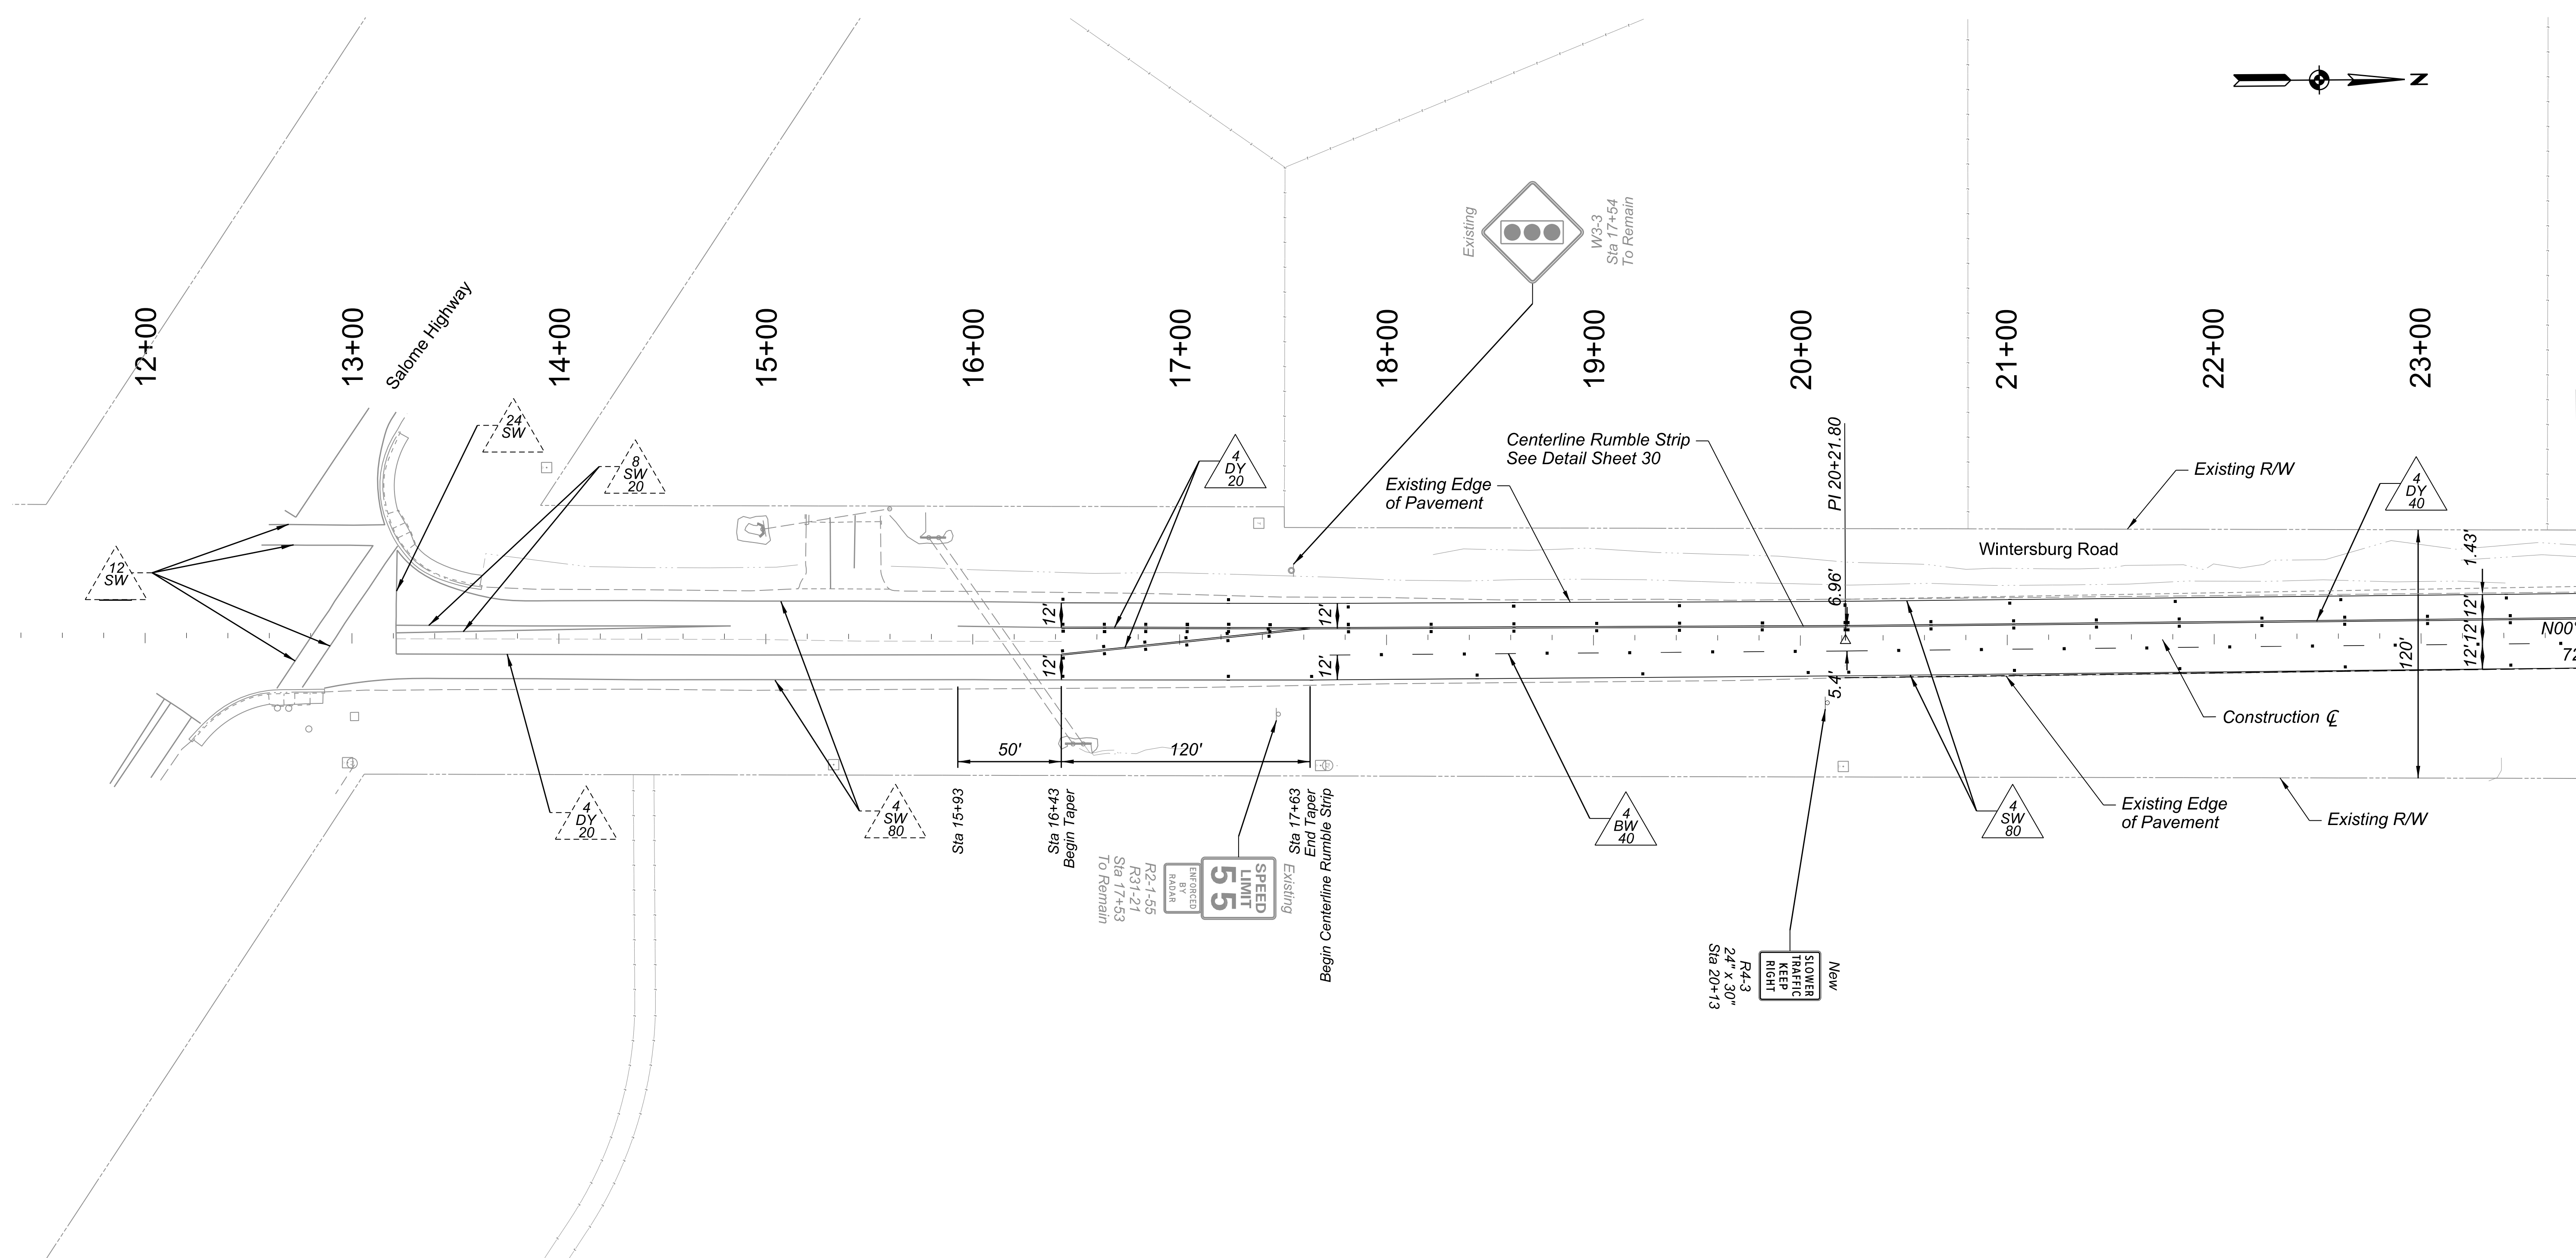 N
Existing
W3-3
Sta 17+54
To Remain
12+00
13+00
Salome Highway
14+00
15+00
16+00
17+00
18+00
19+00
20+00
21+00
22+00
23+00
24
SW
8
SW
20
4
DY
20
Centerline Rumble Strip
See Detail Sheet 30
Existing Edge
of Pavement
PI 20+21.80
Existing R/W
4
DY
40
Wintersburg Road
12
SW
12'
12'
12'
12'
6.96'
5.4'
1.43'
12'
12'
12'
120'
N00°
72
50'
120'
Construction ℄
4
DY
20
4
SW
80
Sta 15+93
Sta 16+43
Begin Taper
Sta 17+63
End Taper
Begin Centerline Rumble Strip
4
BW
40
4
SW
80
Existing Edge
of Pavement
Existing R/W
Existing
SPEED
LIMIT
55
ENFORCED
BY
RADAR
R2-1-55
R31-21
Sta 17+53
To Remain
New
SLOWER
TRAFFIC
KEEP
RIGHT
R4-3
24" x 30"
Sta 20+13